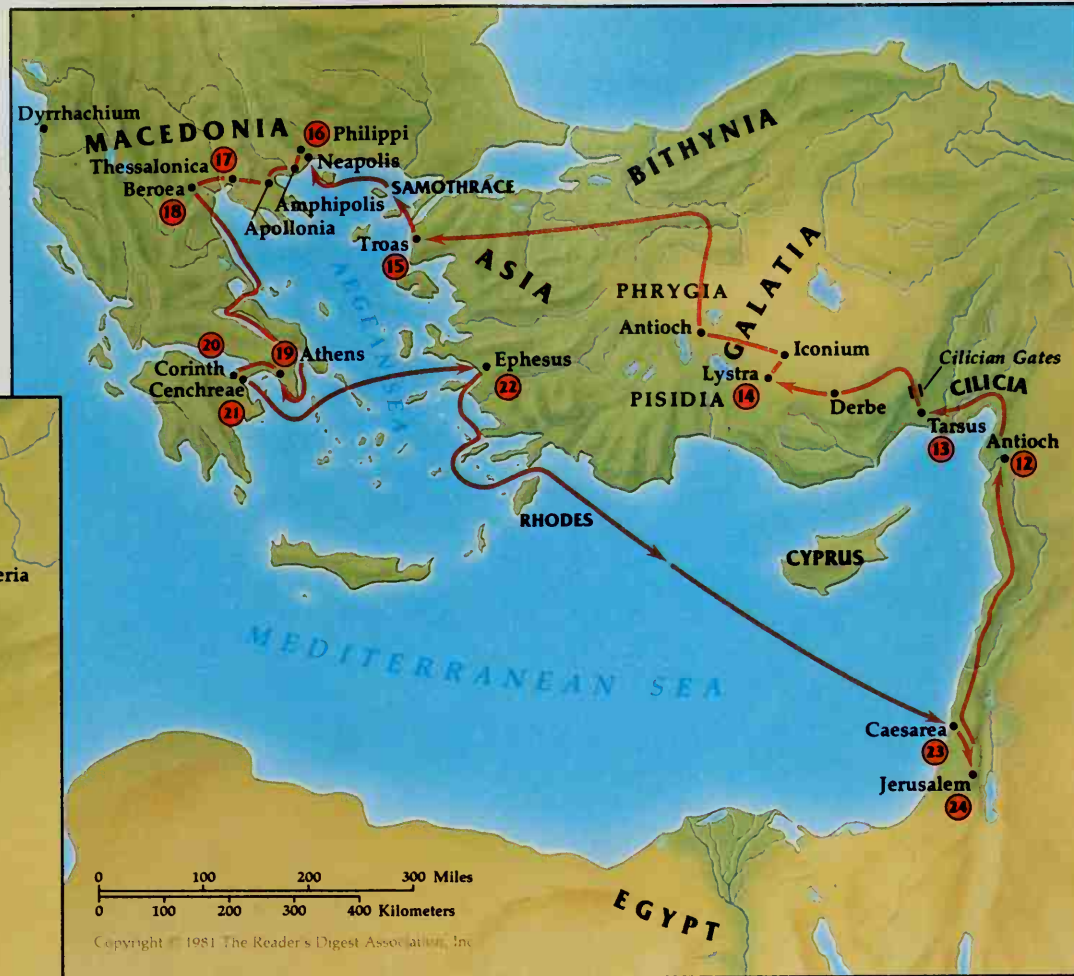 Dyrrhachium
MACEDONIA
16 Philippi
17
Thessalonica
Neapolis
Beroea
18
SAMOTHRACE
Amphipolis
Apollonia
Troas
15
BITHYNIA
ASIA
AEGEAN SEA
GALATIA
PHRYGIA
Antioch
Iconium
Cilician Gates
CILICIA
Lystra
14
PISIDIA
Derbe
Tarsus
13
Antioch
12
20
Corinth
19 Athens
Cenchreae
21
Ephesus
22
RHODES
CYPRUS
MEDITERRANEAN SEA
Caesarea
23
Jerusalem
24
EGYPT
eria
0 100 200 300 Miles
0 100 200 300 400 Kilometers
Copyright © 1981 The Reader's Digest Association, Inc